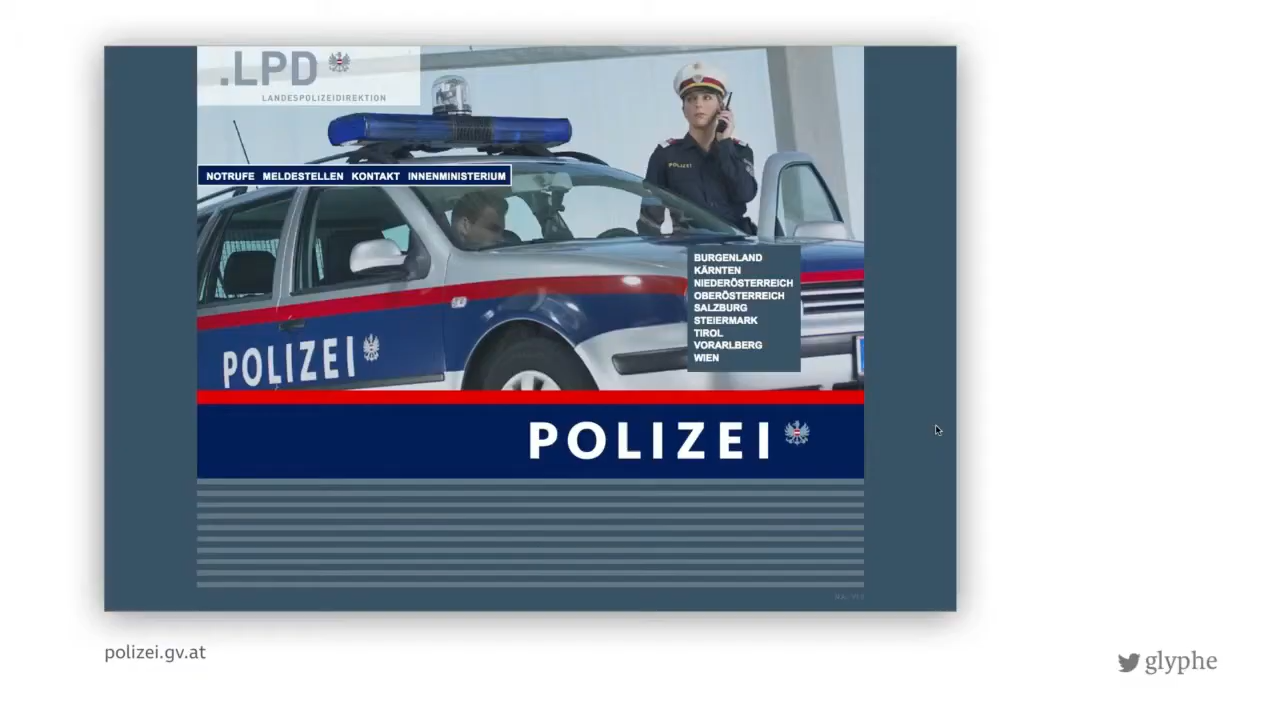 .LPD
LANDESPOLIZEIDIREKTION
POLIZEI
NOTRUFE MELDESTELLEN KONTAKT INNENMINISTERIUM
BURGENLAND
KÄRNTEN
NIEDERÖSTERREICH
OBERÖSTERREICH
SALZBURG
STEIERMARK
TIROL
VORARLBERG
WIEN
POLIZEI
POLIZEI
polizei.gv.at
glyphe